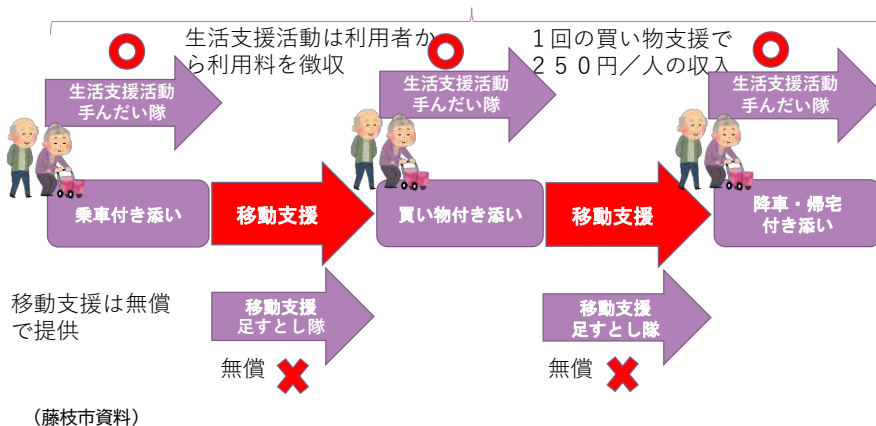 生活支援活動は利用者か
ら利用料を徴収
１回の買い物支援で
２５０円／人の収入
生活支援活動
手んだい隊
生活支援活動
手んだい隊
生活支援活動
手んだい隊
乗車付き添い
移動支援
買い物付き添い
移動支援
降車・帰宅
付き添い
移動支援は無償
で提供
移動支援
足すとし隊
移動支援
足すとし隊
無償
無償
（藤枝市資料）